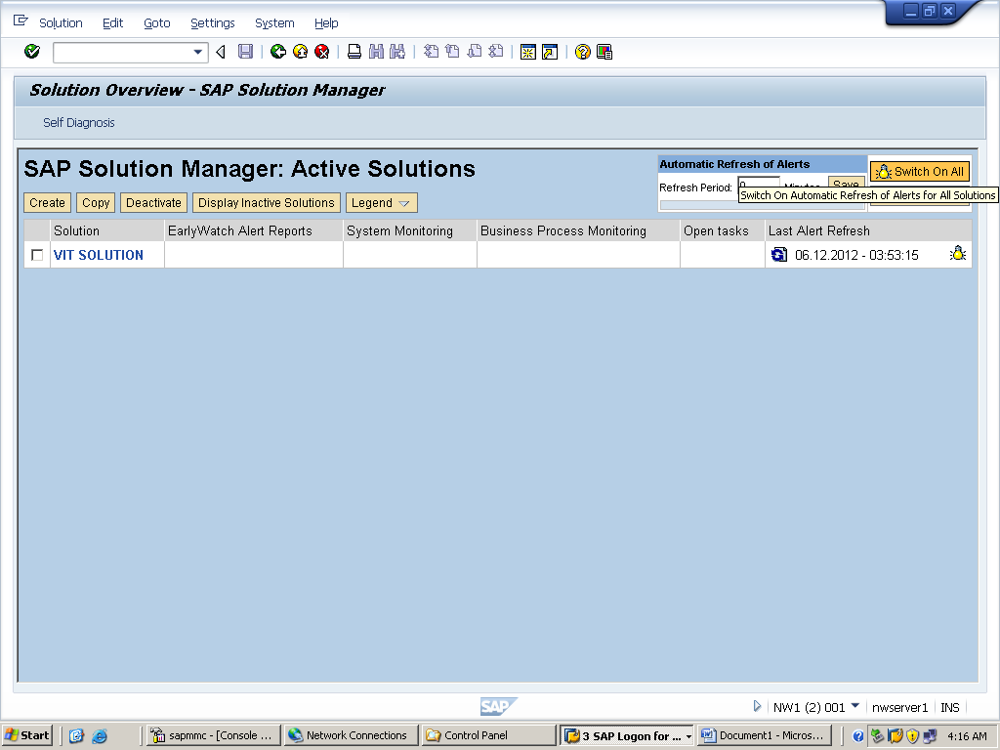 Solution Edit Goto Settings System Help
Solution Overview - SAP Solution Manager
Self Diagnosis
SAP Solution Manager: Active Solutions
Automatic Refresh of Alerts
Switch On All
Refresh Period: Minutes Save
Switch On Automatic Refresh of Alerts for All Solutions
Create Copy Deactivate Display Inactive Solutions Legend
Solution EarlyWatch Alert Reports System Monitoring Business Process Monitoring Open tasks Last Alert Refresh
VIT SOLUTION 06.12.2012 - 03:53:15
SAP
NW1 (2) 001 nwserver1 INS
Start sapmmc - [Console ... Network Connections Control Panel 3 SAP Logon for ... Document1 - Micros... 4:16 AM